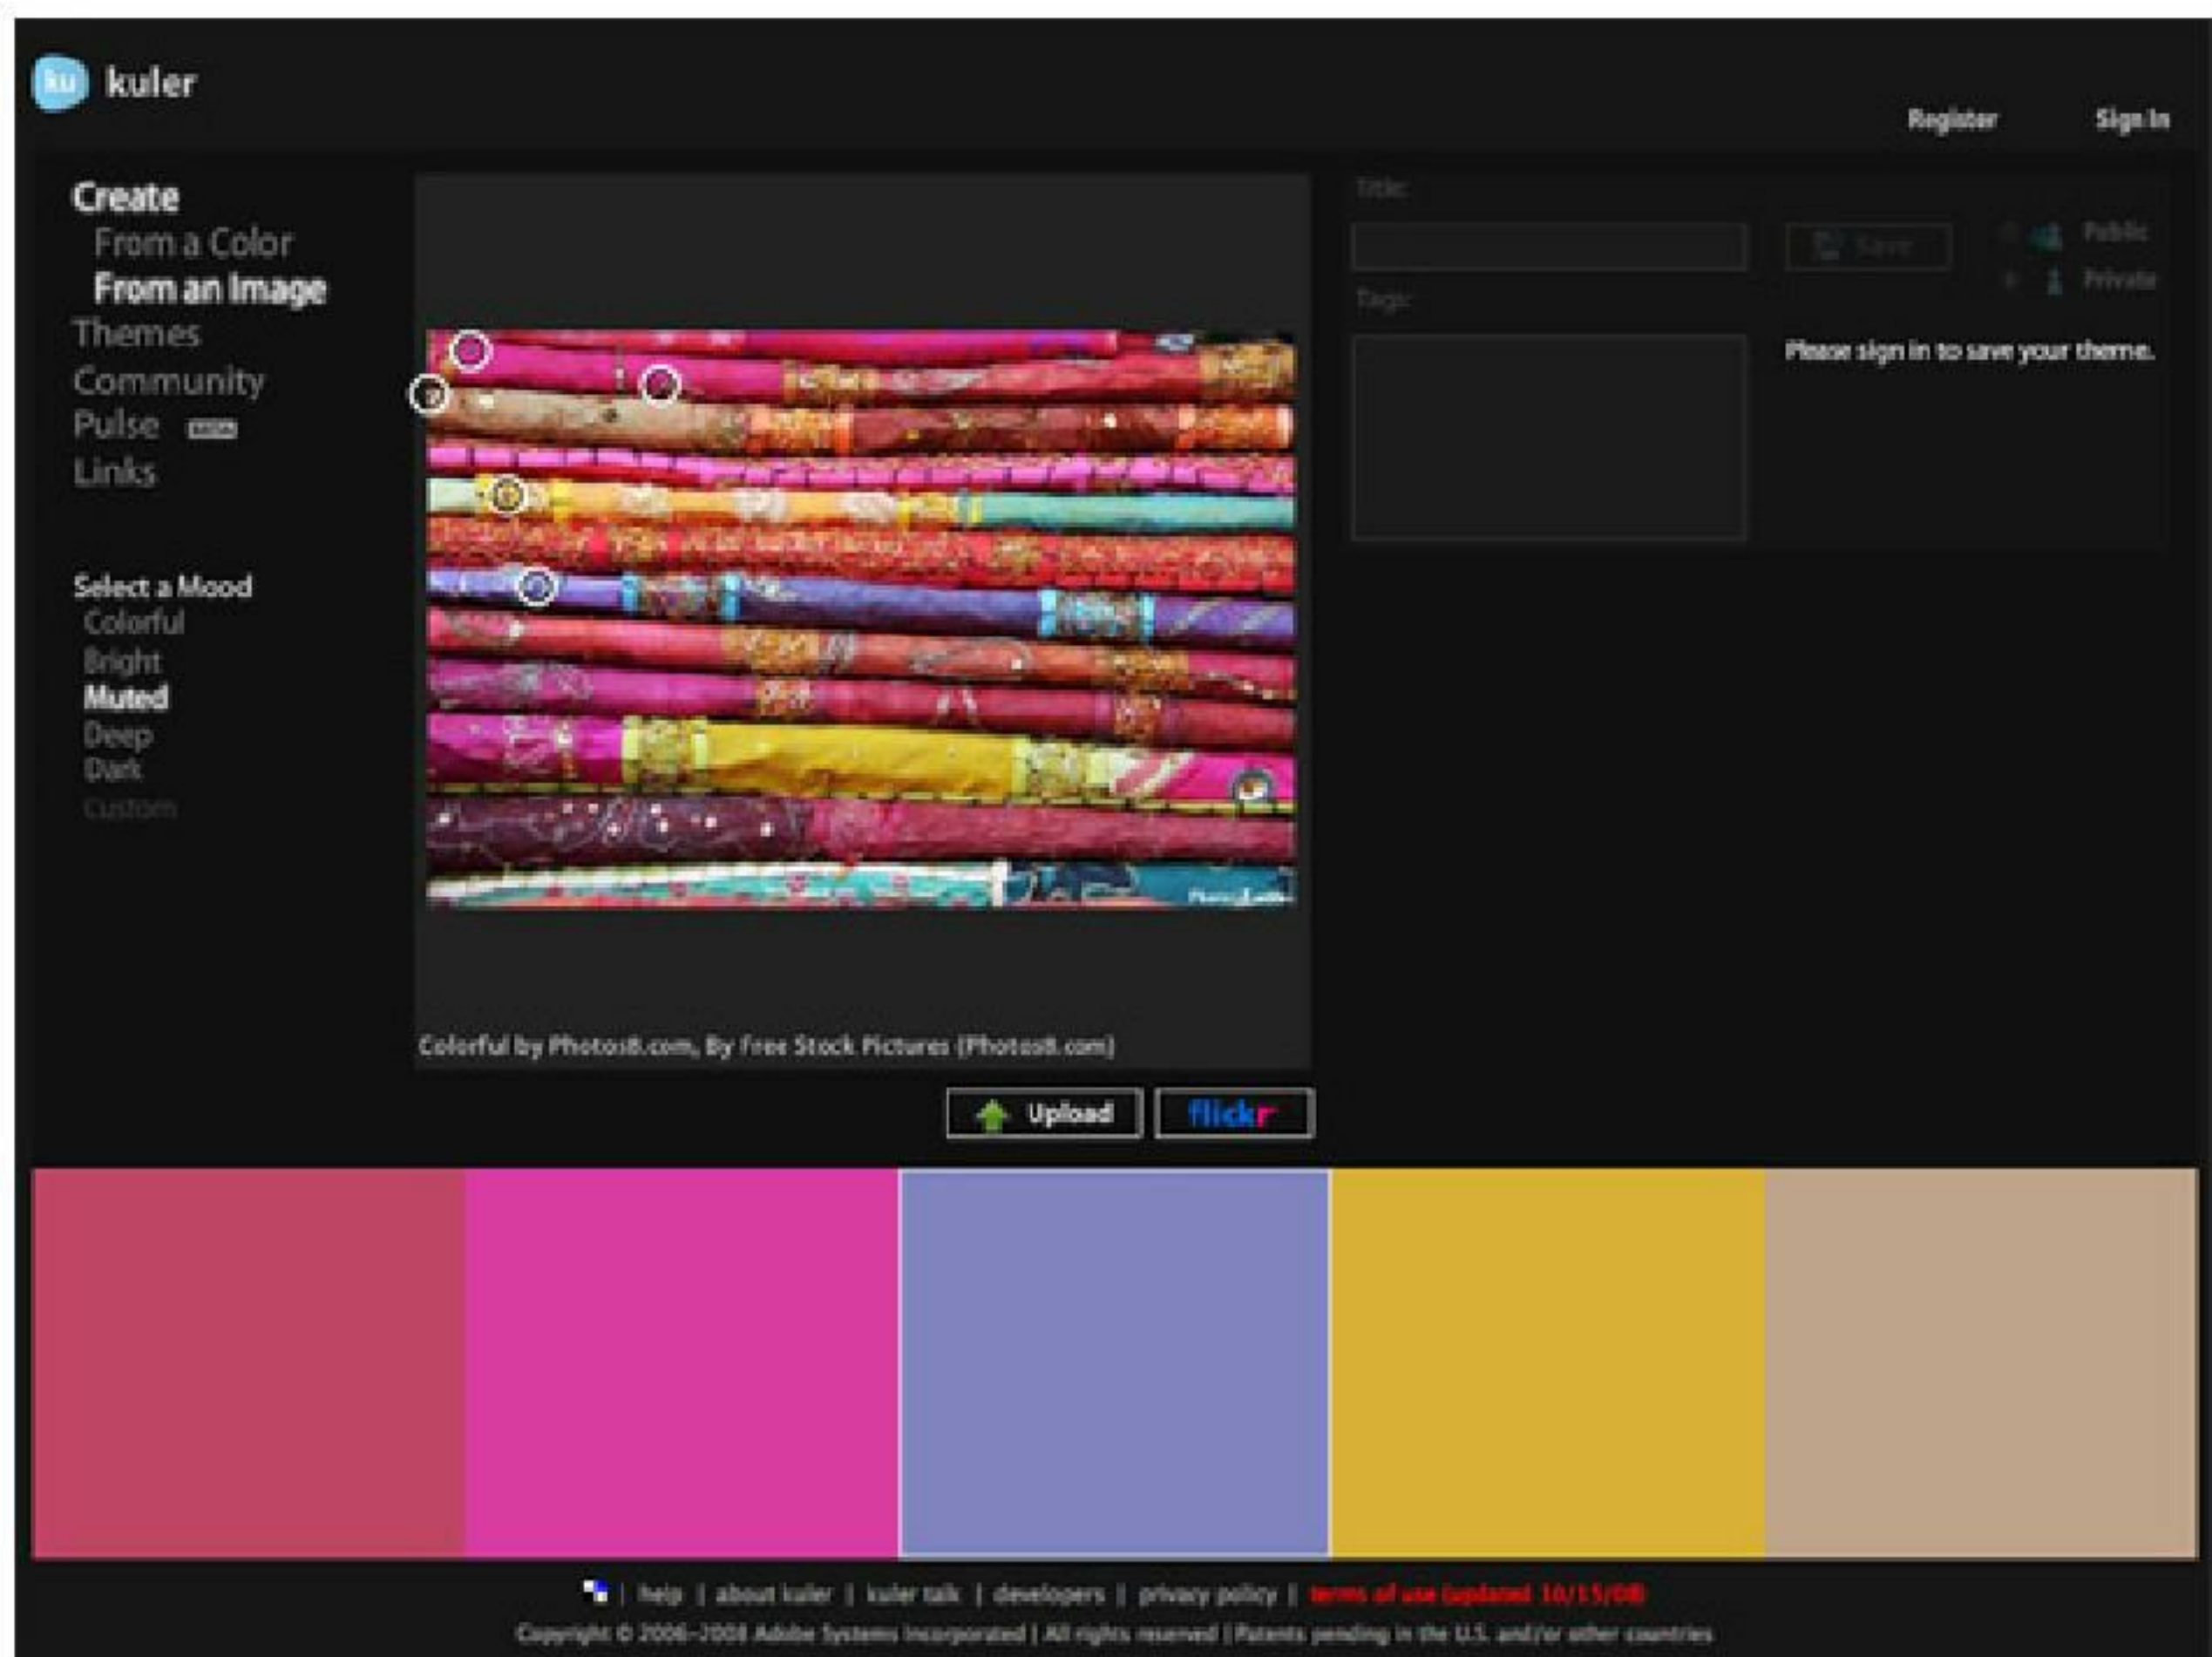 ku kuler
Register Sign In
Create
From a Color
From an Image
Themes
Community
Pulse BETA
Links
Select a Mood
Colorful
Bright
Muted
Deep
Dark
Custom
Title:
Save
Public
Private
Tags:
Please sign in to save your theme.
Colorful by Photos8.com, By Free Stock Pictures (Photos8.com)
Upload flickr
| help | about kuler | kuler talk | developers | privacy policy | terms of use (updated 10/15/08)
Copyright © 2006-2008 Adobe Systems Incorporated | All rights reserved | Patents pending in the U.S. and/or other countries